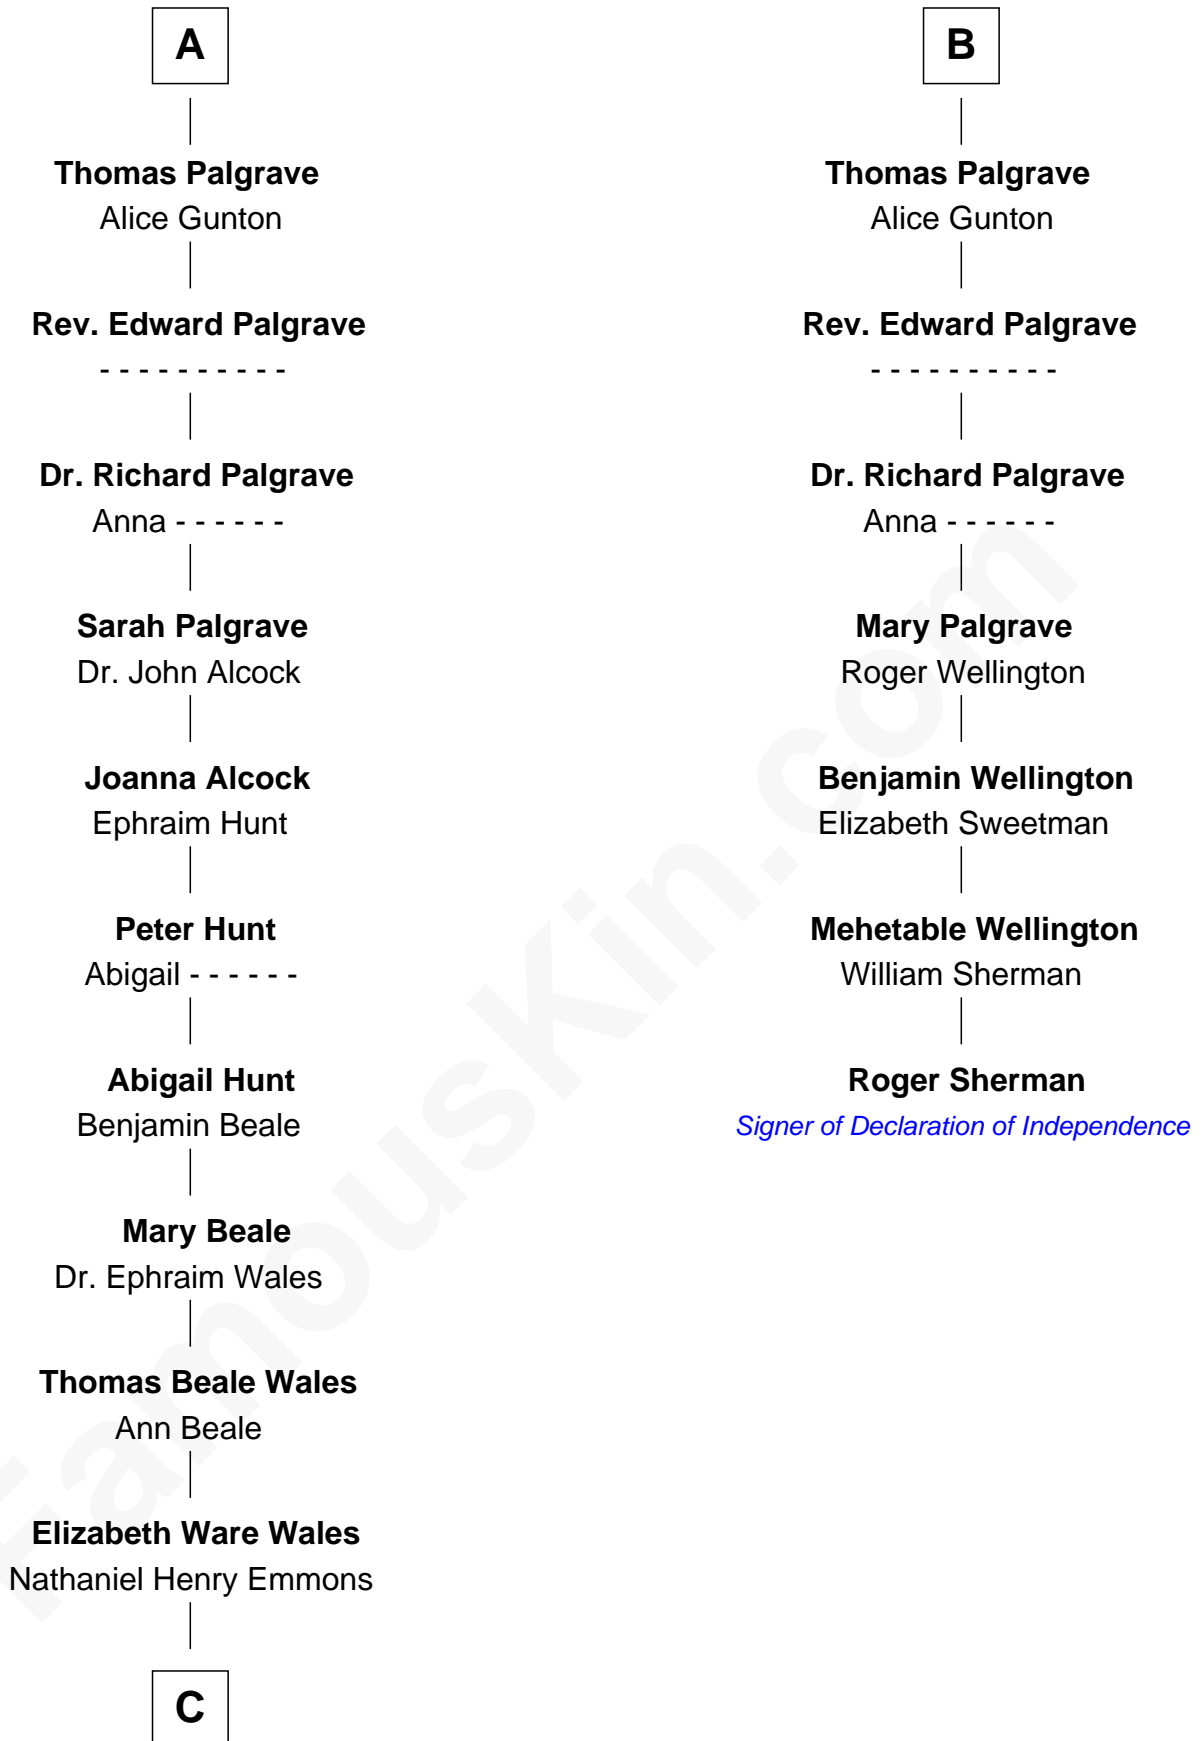 A
Thomas Palgrave
Alice Gunton
Rev. Edward Palgrave
- - - - - - - - - -
Dr. Richard Palgrave
Anna - - - - - -
Sarah Palgrave
Dr. John Alcock
Joanna Alcock
Ephraim Hunt
Peter Hunt
Abigail - - - - - -
Abigail Hunt
Benjamin Beale
Mary Beale
Dr. Ephraim Wales
Thomas Beale Wales
Ann Beale
Elizabeth Ware Wales
Nathaniel Henry Emmons
C
B
Thomas Palgrave
Alice Gunton
Rev. Edward Palgrave
- - - - - - - - - -
Dr. Richard Palgrave
Anna - - - - - -
Mary Palgrave
Roger Wellington
Benjamin Wellington
Elizabeth Sweetman
Mehetable Wellington
William Sherman
Roger Sherman
Signer of Declaration of Independence
FamousKin.com